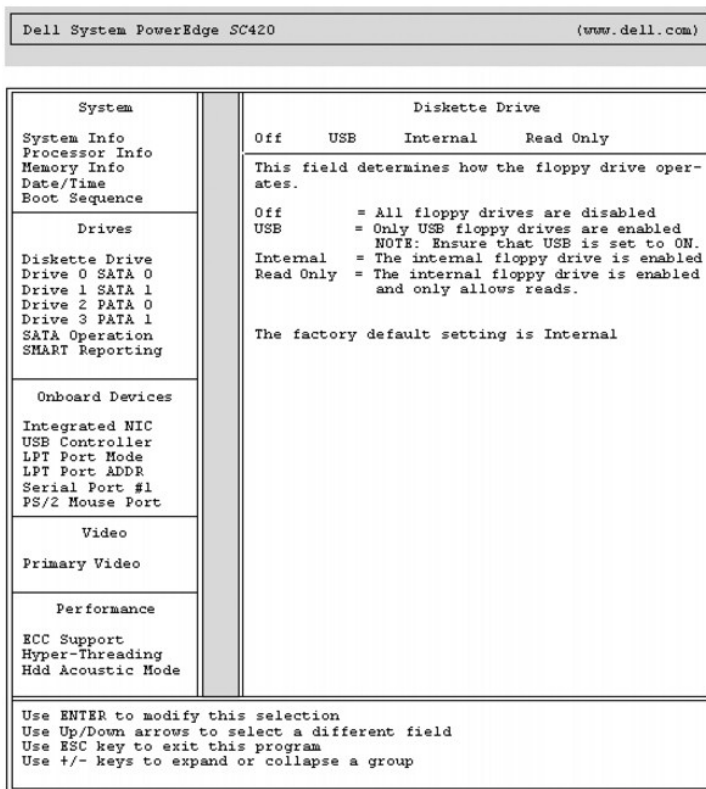 Dell System PowerEdge SC420 (www.dell.com)
System
System Info
Processor Info
Memory Info
Date/Time
Boot Sequence
Drives
Diskette Drive
Drive 0 SATA 0
Drive 1 SATA 1
Drive 2 PATA 0
Drive 3 PATA 1
SATA Operation
SMART Reporting
Onboard Devices
Integrated NIC
USB Controller
LPT Port Mode
LPT Port ADDR
Serial Port #1
PS/2 Mouse Port
Video
Primary Video
Performance
ECC Support
Hyper-Threading
Hdd Acoustic Mode
Diskette Drive
Off USB Internal Read Only
This field determines how the floppy drive oper-
ates.
Off = All floppy drives are disabled
USB = Only USB floppy drives are enabled
NOTE: Ensure that USB is set to ON.
Internal = The internal floppy drive is enabled
Read Only = The internal floppy drive is enabled
and only allows reads.
The factory default setting is Internal
Use ENTER to modify this selection
Use Up/Down arrows to select a different field
Use ESC key to exit this program
Use +/- keys to expand or collapse a group